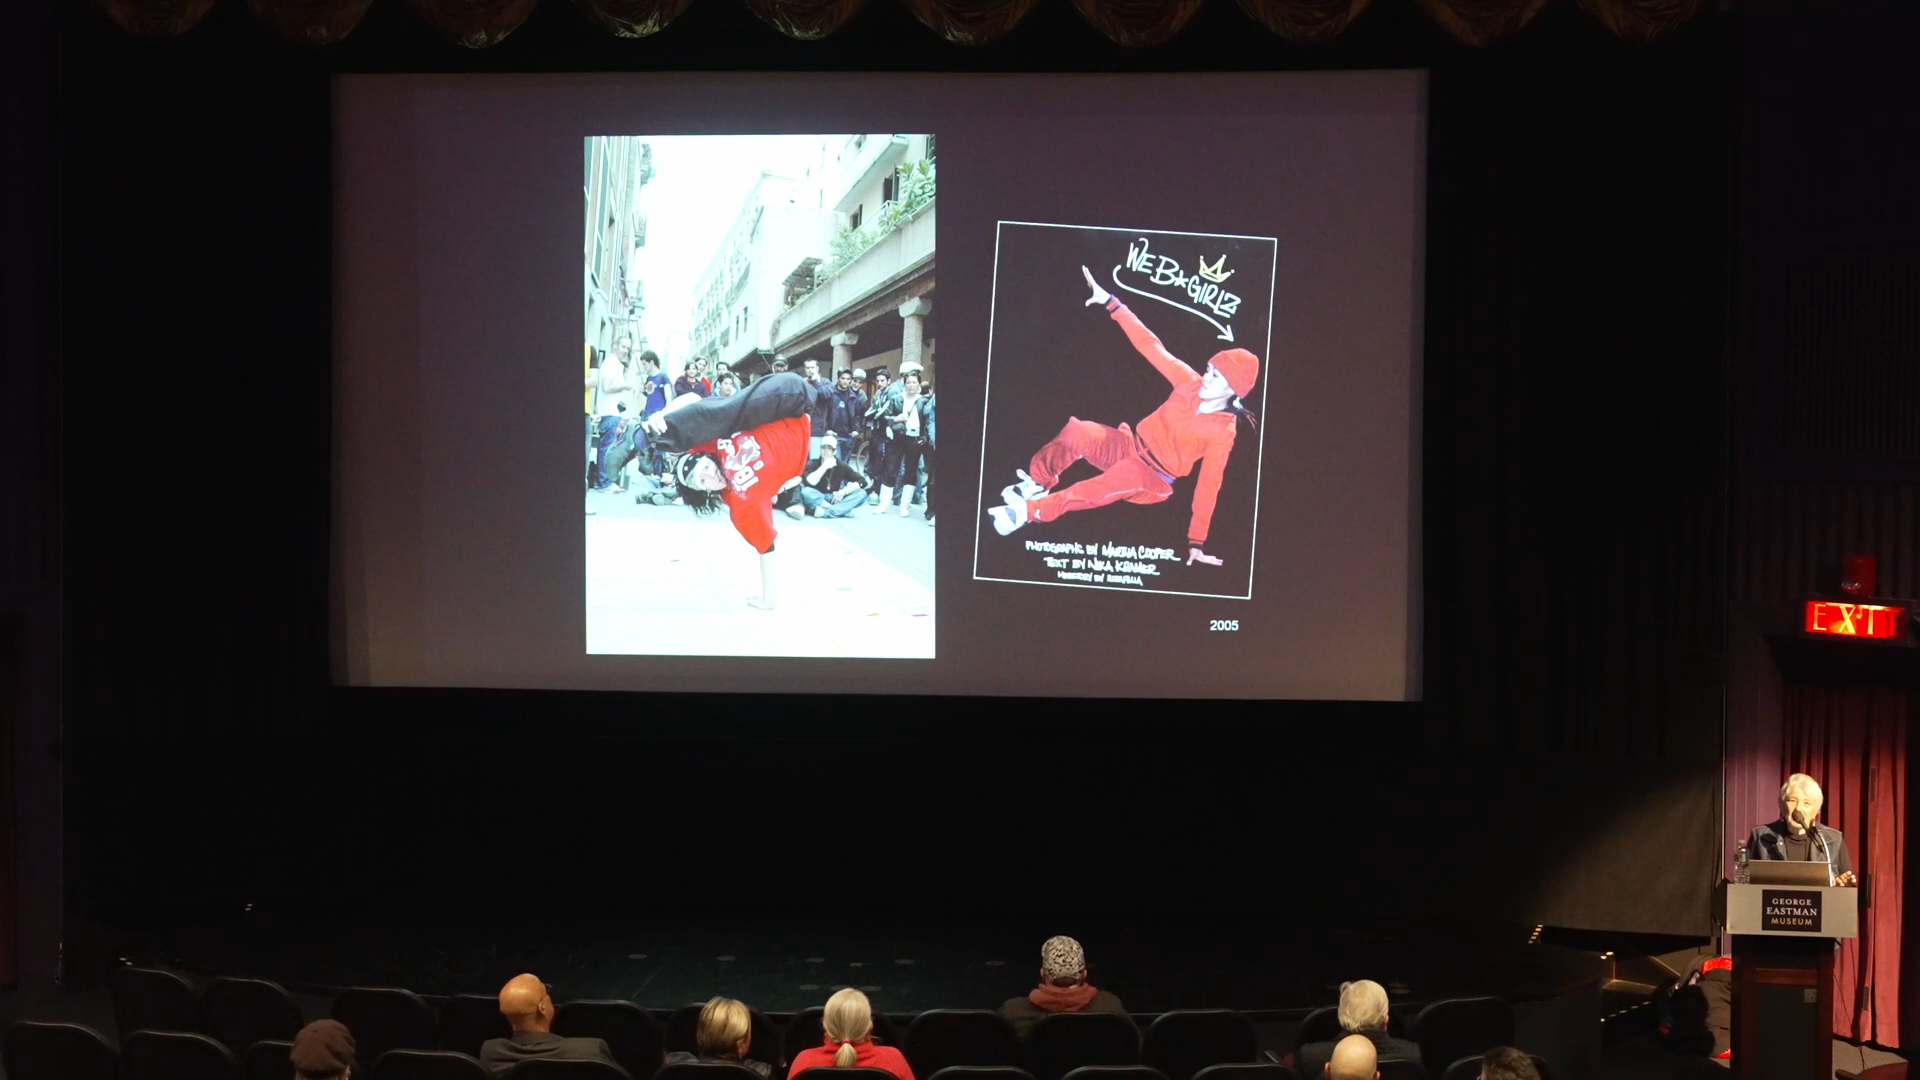 WE B*GIRLZ
PHOTOGRAPHS BY MARTHA COOPER
TEXT BY NIKA KRAMER
2005
EXIT
GEORGE
EASTMAN
MUSEUM